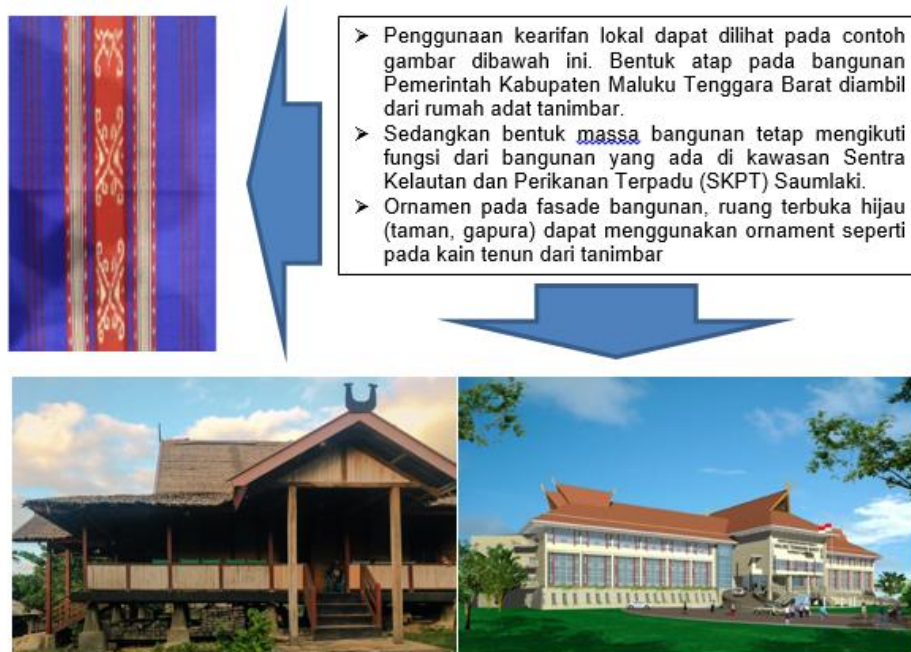 ➢ Penggunaan kearifan lokal dapat dilihat pada contoh
gambar dibawah ini. Bentuk atap pada bangunan
Pemerintah Kabupaten Maluku Tenggara Barat diambil
dari rumah adat tanimbar.
➢ Sedangkan bentuk massa bangunan tetap mengikuti
fungsi dari bangunan yang ada di kawasan Sentra
Kelautan dan Perikanan Terpadu (SKPT) Saumlaki.
➢ Ornamen pada fasade bangunan, ruang terbuka hijau
(taman, gapura) dapat menggunakan ornament seperti
pada kain tenun dari tanimbar